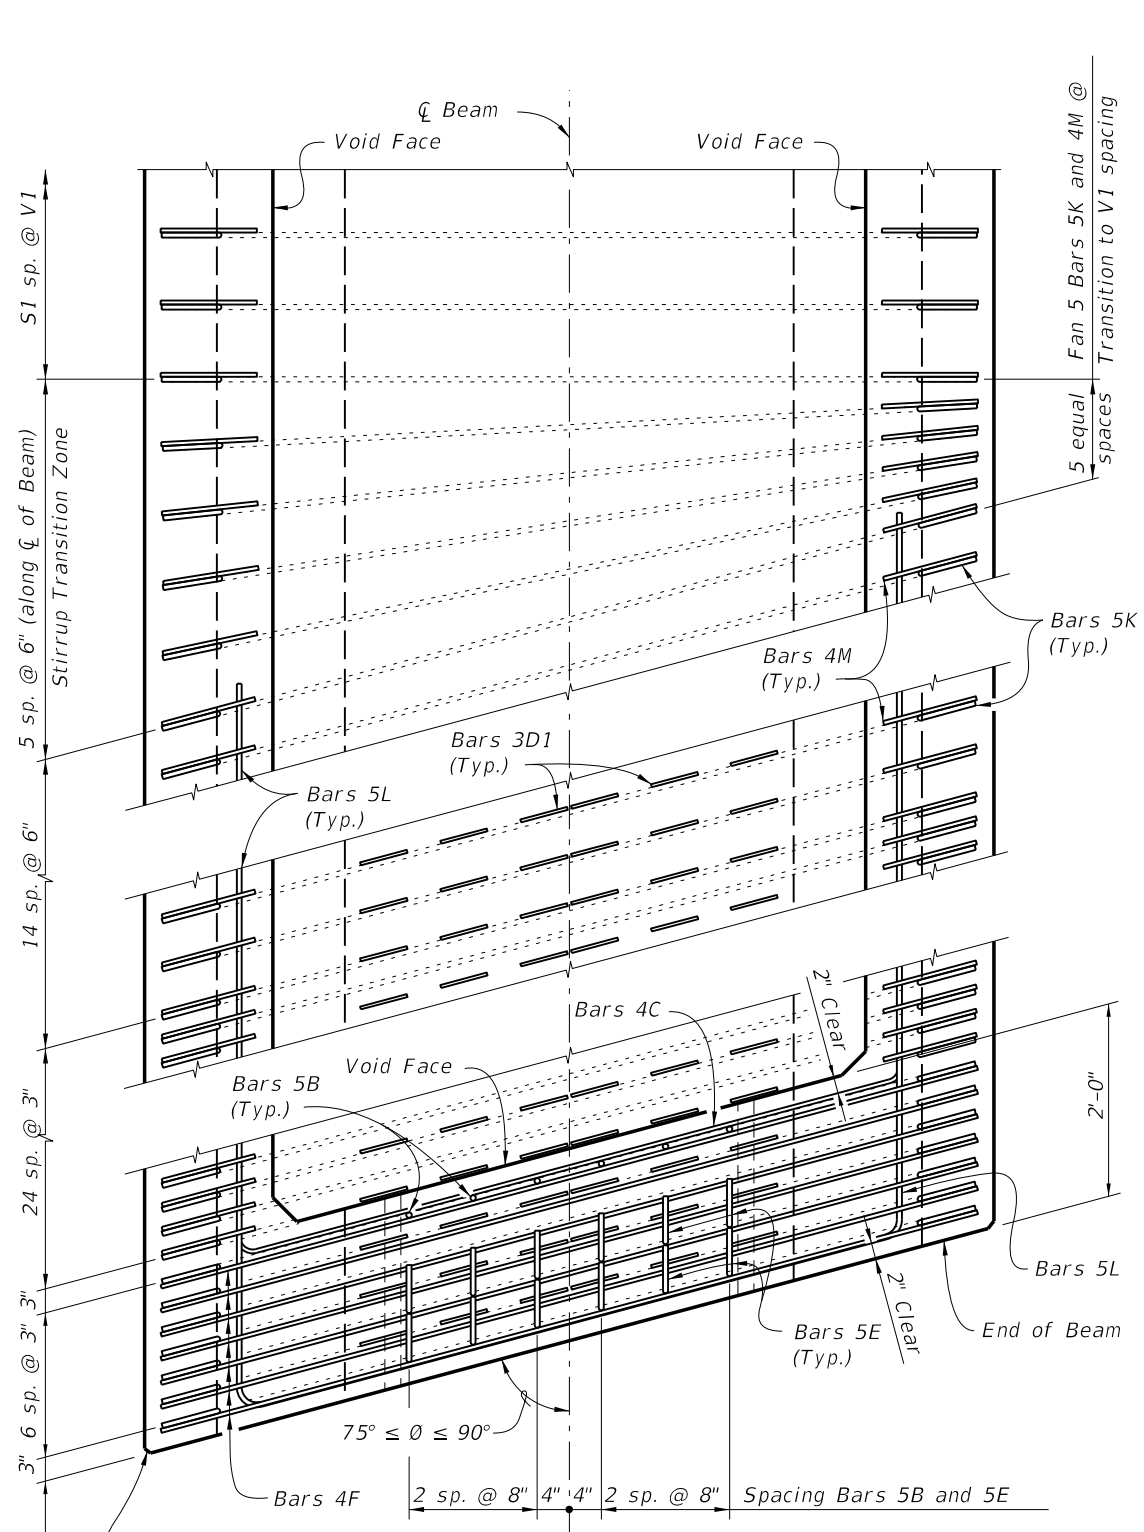 ℄ Beam
Void Face
Void Face
S1 sp. @ V1
Fan 5 Bars 5K and 4M @
Transition to V1 spacing
5 equal
spaces
5 sp. @ 6" (along ℄ of Beam)
Stirrup Transition Zone
Bars 5K
(Typ.)
Bars 4M
(Typ.)
Bars 3D1
(Typ.)
Bars 5L
(Typ.)
14 sp. @ 6"
2" Clear
Bars 4C
Void Face
Bars 5B
(Typ.)
2'-0"
24 sp. @ 3"
Bars 5L
3"
2" Clear
Bars 5E
(Typ.)
End of Beam
6 sp. @ 3"
75° ≤ Ø ≤ 90°
3"
Bars 4F
2 sp. @ 8"
4"
4"
2 sp. @ 8"
Spacing Bars 5B and 5E